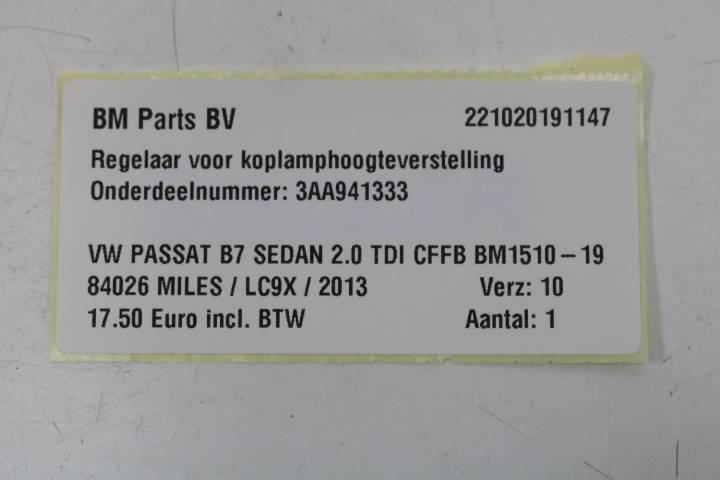 BM Parts BV 221020191147
Regelaar voor koplamphoogteverstelling
Onderdeelnummer: 3AA941333
VW PASSAT B7 SEDAN 2.0 TDI CFFB BM1510-19
84026 MILES / LC9X / 2013 Verz: 10
17.50 Euro incl. BTW Aantal: 1